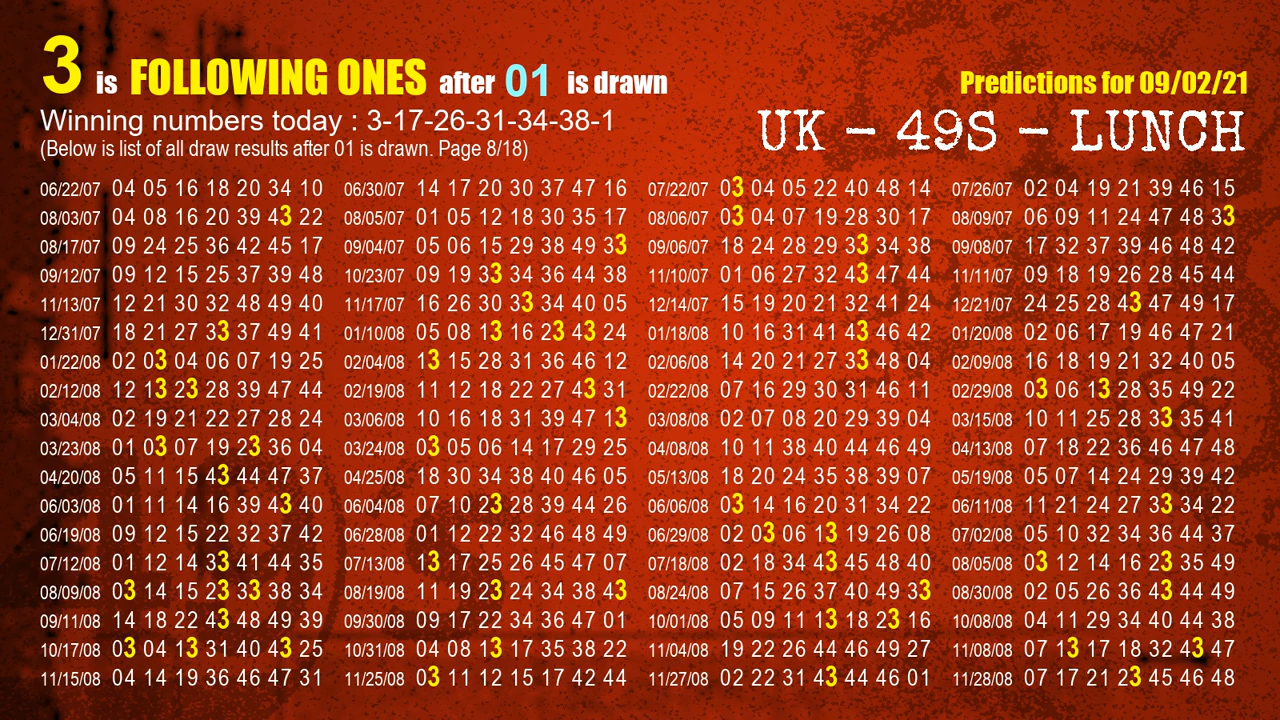 3 is FOLLOWING ONES after 01 is drawn
Predictions for 09/02/21
Winning numbers today : 3-17-26-31-34-38-1
UK - 49S - LUNCH
(Below is list of all draw results after 01 is drawn. Page 8/18)
06/22/07 04 05 16 18 20 34 10 06/30/07 14 17 20 30 37 47 16 07/22/07 03 04 05 22 40 48 14 07/26/07 02 04 19 21 39 46 15
08/03/07 04 08 16 20 39 43 22 08/05/07 01 05 12 18 30 35 17 08/06/07 03 04 07 19 28 30 17 08/09/07 06 09 11 24 47 48 33
08/17/07 09 24 25 36 42 45 17 09/04/07 05 06 15 29 38 49 33 09/06/07 18 24 28 29 33 34 38 09/08/07 17 32 37 39 46 48 42
09/12/07 09 12 15 25 37 39 48 10/23/07 09 19 33 34 36 44 38 11/10/07 01 06 27 32 43 47 44 11/11/07 09 18 19 26 28 45 44
11/13/07 12 21 30 32 48 49 40 11/17/07 16 26 30 33 34 40 05 12/14/07 15 19 20 21 32 41 24 12/21/07 24 25 28 43 47 49 17
12/31/07 18 21 27 33 37 49 41 01/10/08 05 08 13 16 23 43 24 01/18/08 10 16 31 41 43 46 42 01/20/08 02 06 17 19 46 47 21
01/22/08 02 03 04 06 07 19 25 02/04/08 13 15 28 31 36 46 12 02/06/08 14 20 21 27 33 48 04 02/09/08 16 18 19 21 32 40 05
02/12/08 12 13 23 28 39 47 44 02/19/08 11 12 18 22 27 43 31 02/22/08 07 16 29 30 31 46 11 02/29/08 03 06 13 28 35 49 22
03/04/08 02 19 21 22 27 28 24 03/06/08 10 16 18 31 39 47 13 03/08/08 02 07 08 20 29 39 04 03/15/08 10 11 25 28 33 35 41
03/23/08 01 03 07 19 23 36 04 03/24/08 03 05 06 14 17 29 25 04/08/08 10 11 38 40 44 46 49 04/13/08 07 18 22 36 46 47 48
04/20/08 05 11 15 43 44 47 37 04/25/08 18 30 34 38 40 46 05 05/13/08 18 20 24 35 38 39 07 05/19/08 05 07 14 24 29 39 42
06/03/08 01 11 14 16 39 43 40 06/04/08 07 10 23 28 39 44 26 06/06/08 03 14 16 20 31 34 22 06/11/08 11 21 24 27 33 34 22
06/19/08 09 12 15 22 32 37 42 06/28/08 01 12 22 32 46 48 49 06/29/08 02 03 06 13 19 26 08 07/02/08 05 10 32 34 36 44 37
07/12/08 01 12 14 33 41 44 35 07/13/08 13 17 25 26 45 47 07 07/18/08 02 18 34 43 45 48 40 08/05/08 03 12 14 16 23 35 49
08/09/08 03 14 15 23 33 38 34 08/19/08 11 19 23 24 34 38 43 08/24/08 07 15 26 37 40 49 33 08/30/08 02 05 26 36 43 44 49
09/11/08 14 18 22 43 48 49 39 09/30/08 09 17 22 34 36 47 01 10/01/08 05 09 11 13 18 23 16 10/08/08 04 11 29 34 40 44 38
10/17/08 03 04 13 31 40 43 25 10/31/08 04 08 13 17 35 38 22 11/04/08 19 22 26 44 46 49 27 11/08/08 07 13 17 18 32 43 47
11/15/08 04 14 19 36 46 47 31 11/25/08 03 11 12 15 17 42 44 11/27/08 02 22 31 43 44 46 01 11/28/08 07 17 21 23 45 46 48